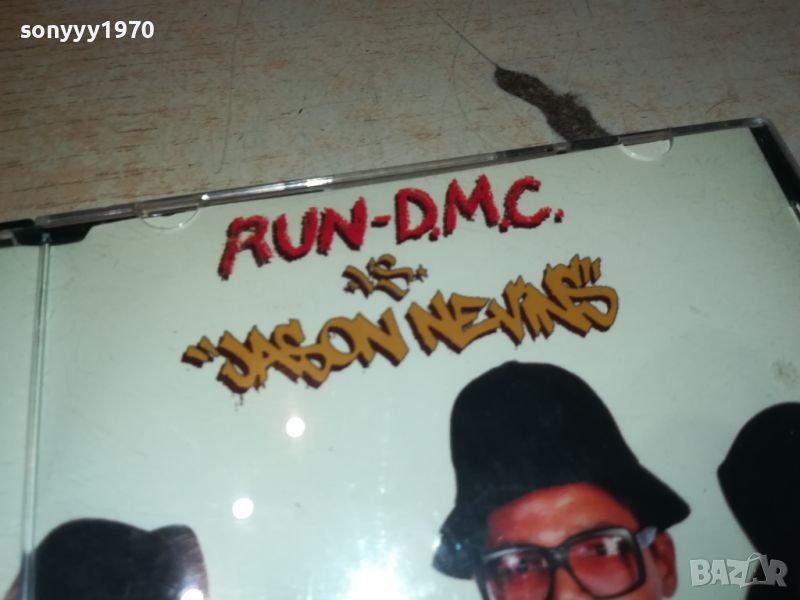 sonyyy1970
RUN-D.M.C.
vs.
"JASON NEVINS"
BAZAR